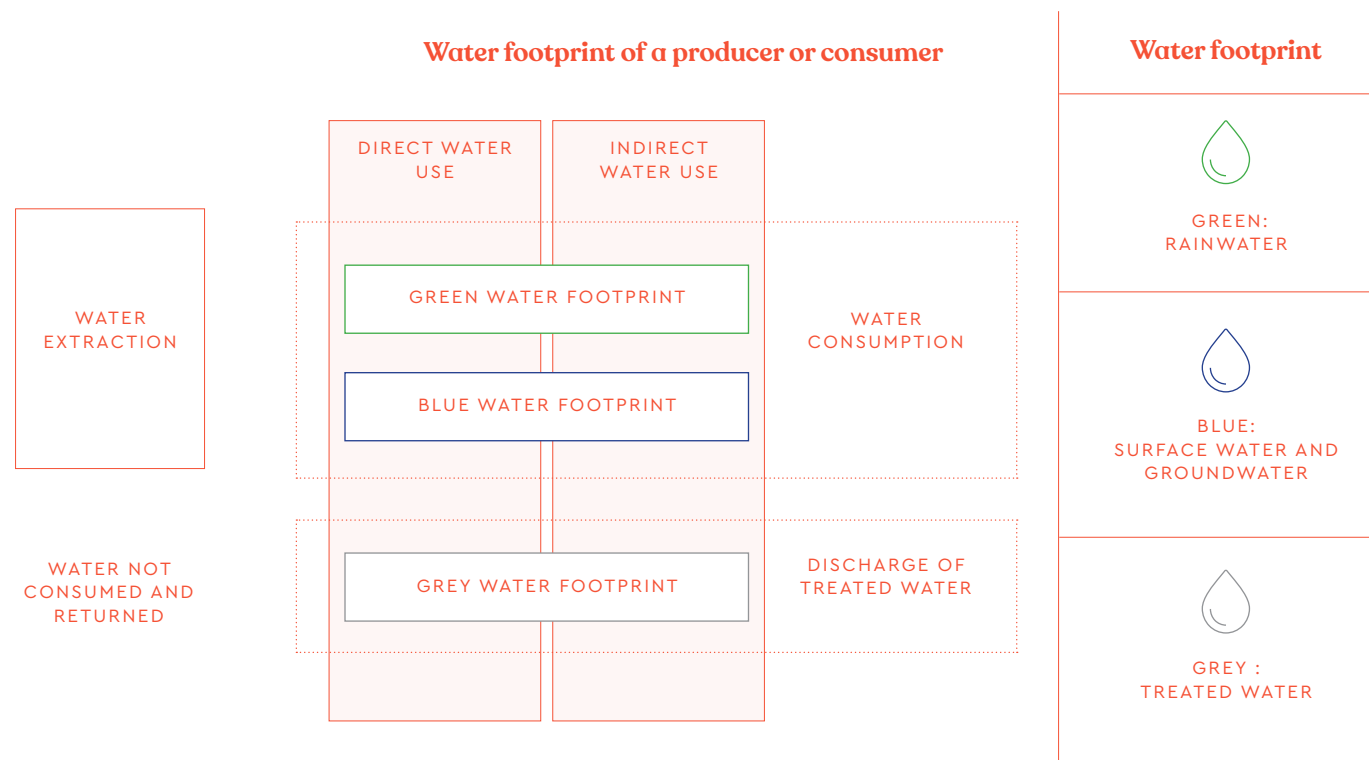 Water footprint of a producer or consumer
DIRECT WATER
USE
INDIRECT
WATER USE
WATER
EXTRACTION
GREEN WATER FOOTPRINT
BLUE WATER FOOTPRINT
WATER
CONSUMPTION
WATER NOT
CONSUMED AND
RETURNED
GREY WATER FOOTPRINT
DISCHARGE OF
TREATED WATER
Water footprint
GREEN:
RAINWATER
BLUE:
SURFACE WATER AND
GROUNDWATER
GREY :
TREATED WATER